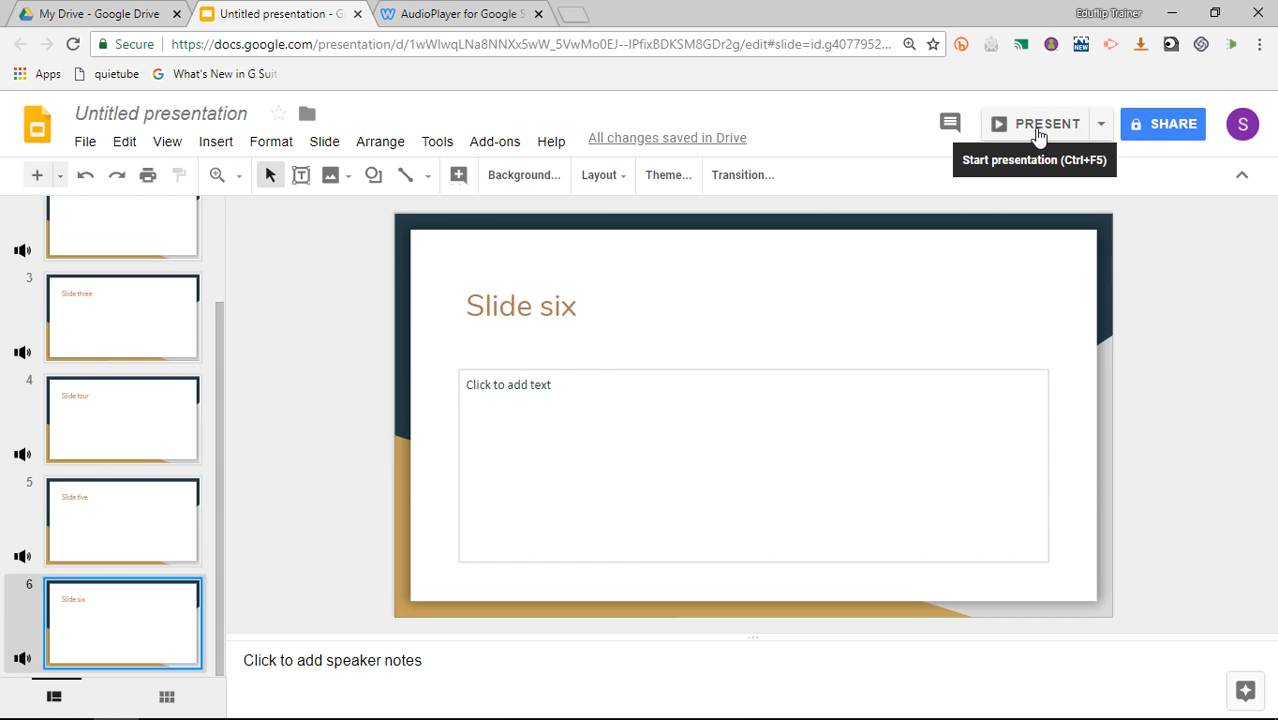 My Drive - Google Drive
Untitled presentation - G
AudioPlayer for Google S
Eduflip Trainer
Secure
https://docs.google.com/presentation/d/1wWlwqLNa8NNXx5wW_5VwMo0EJ--IPfixBDKSM8GDr2g/edit#slide=id.g4077952...
NEW
Apps
quietube
What's New in G Suit
Untitled presentation
File Edit View Insert Format Slide Arrange Tools Add-ons Help
All changes saved in Drive
PRESENT
SHARE
S
Start presentation (Ctrl+F5)
Background...
Layout
Theme...
Transition...
3
Slide three
4
Slide four
5
Slide five
6
Slide six
Slide six
Click to add text
Click to add speaker notes